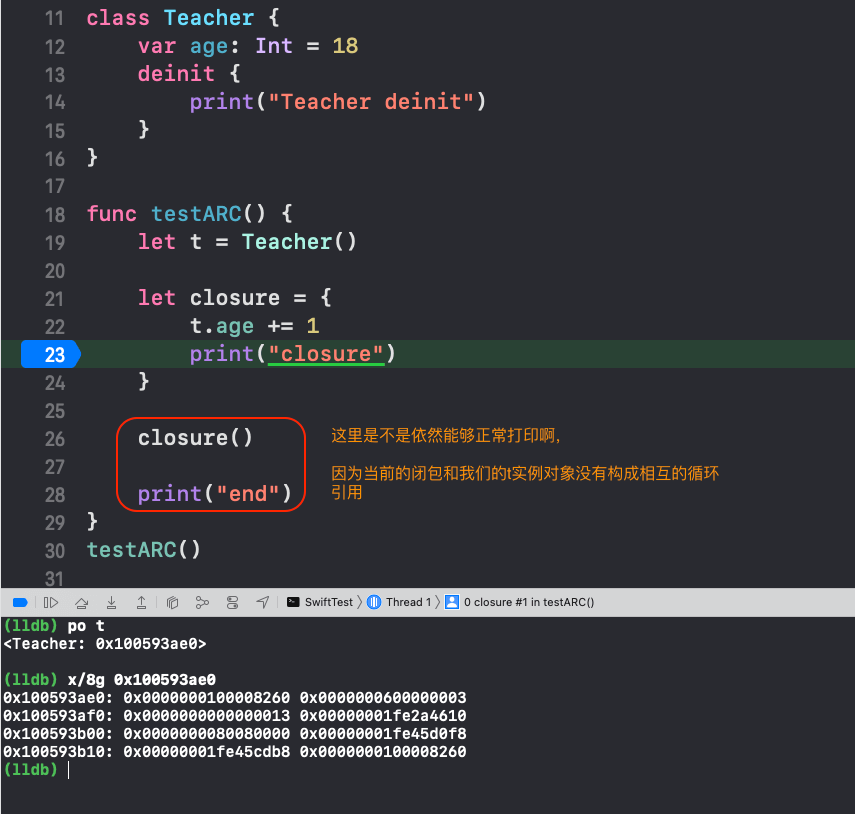 11 class Teacher {
12     var age: Int = 18
13     deinit {
14         print("Teacher deinit")
15     }
16 }
17
18 func testARC() {
19     let t = Teacher()
20
21     let closure = {
22         t.age += 1
23         print("closure")
24     }
25
26     closure() 这里是不是依然能够正常打印啊,
27 因为当前的闭包和我们的t实例对象没有构成相互的循环
28     print("end") 引用
29 }
30 testARC()
31
SwiftTest Thread 1 0 closure #1 in testARC()
(lldb) po t
<Teacher: 0x100593ae0>
(lldb) x/8g 0x100593ae0
0x100593ae0: 0x0000000100008260 0x0000000600000003
0x100593af0: 0x0000000000000013 0x00000001fe2a4610
0x100593b00: 0x0000000080080000 0x00000001fe45d0f8
0x100593b10: 0x00000001fe45cdb8 0x0000000100008260
(lldb)